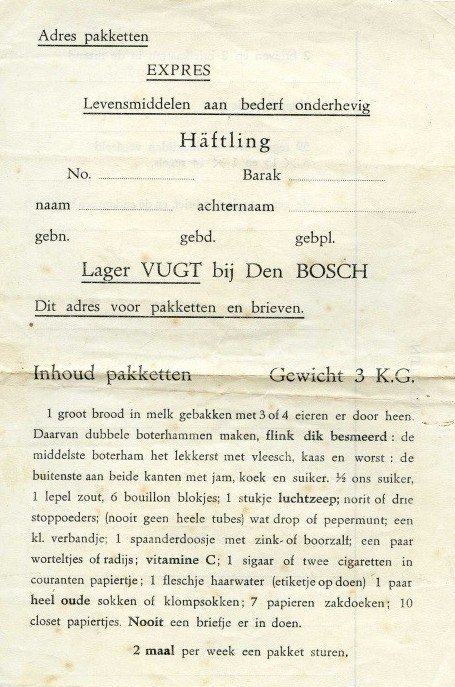 Adres pakketten
EXPRES
Levensmiddelen aan bederf onderhevig
Häftling
No. Barak
naam achternaam
gebn. gebd. gebpl.
Lager VUGT bij Den BOSCH
Dit adres voor pakketten en brieven.
Inhoud pakketten Gewicht 3 K.G.
1 groot brood in melk gebakken met 3 of 4 eieren er door heen.
Daarvan dubbele boterhammen maken, flink dik besmeerd : de
middelste boterham het lekkerst met vleesch, kaas en worst : de
buitenste aan beide kanten met jam, koek en suiker. ½ ons suiker,
1 lepel zout, 6 bouillon blokjes; 1 stukje luchtzeep; norit of drie
stoppoeders; (nooit geen heele tubes) wat drop of pepermunt; een
kl. verbandje; 1 spaanderdoosje met zink- of boorzalf; een paar
worteltjes of radijs; vitamine C; 1 sigaar of twee cigaretten in
couranten papiertje; 1 fleschje haarwater (etiketje op doen) 1 paar
heel oude sokken of klompsokken; 7 papieren zakdoeken; 10
closet papiertjes. Nooit een briefje er in doen.
2 maal per week een pakket sturen.